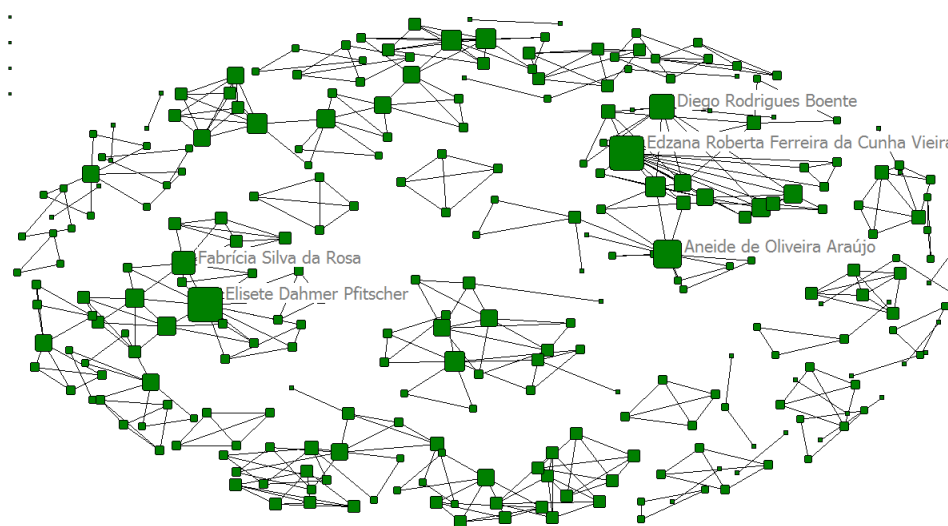 Diego Rodrigues Boente
Edzana Roberta Ferreira da Cunha Vieira
Aneide de Oliveira Araújo
Fabrícia Silva da Rosa
Elisete Dahmer Pfitscher